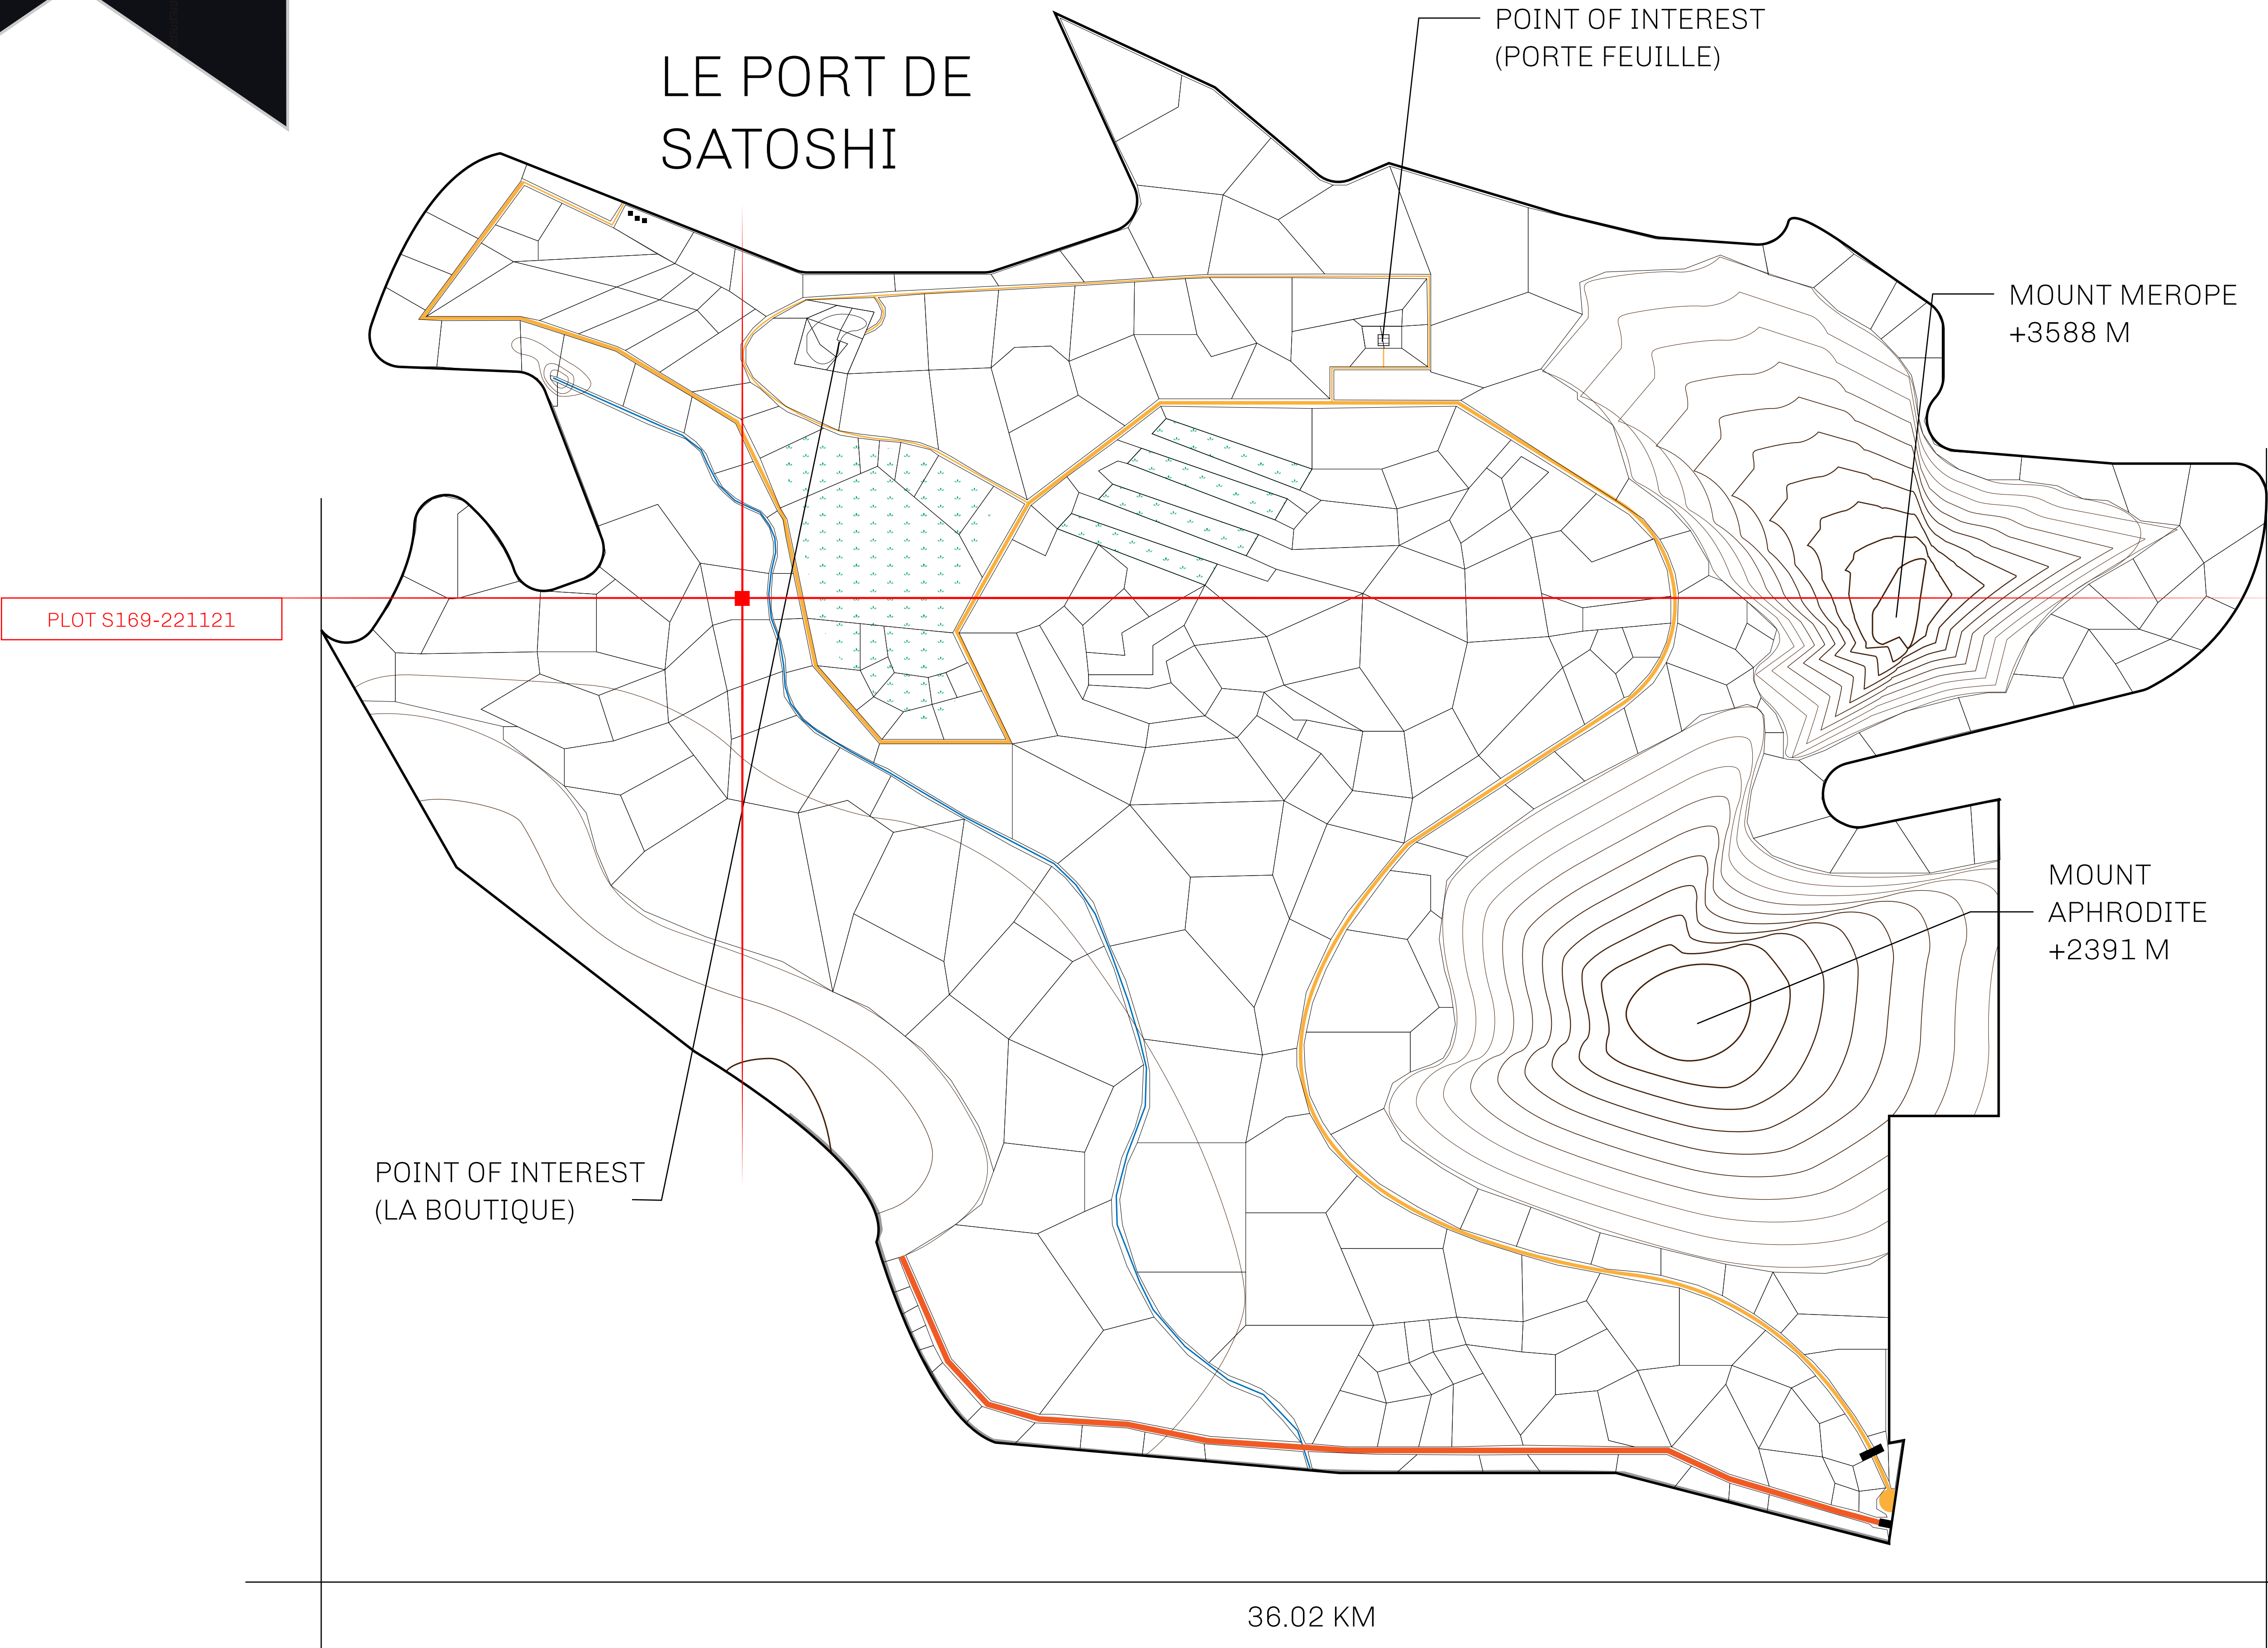 POINT OF INTEREST
(PORTE FEUILLE)
LE PORT DE
SATOSHI
MOUNT MEROPE
+3588 M
PLOT S169-221121
MOUNT
APHRODITE
+2391 M
POINT OF INTEREST
(LA BOUTIQUE)
36.02 KM